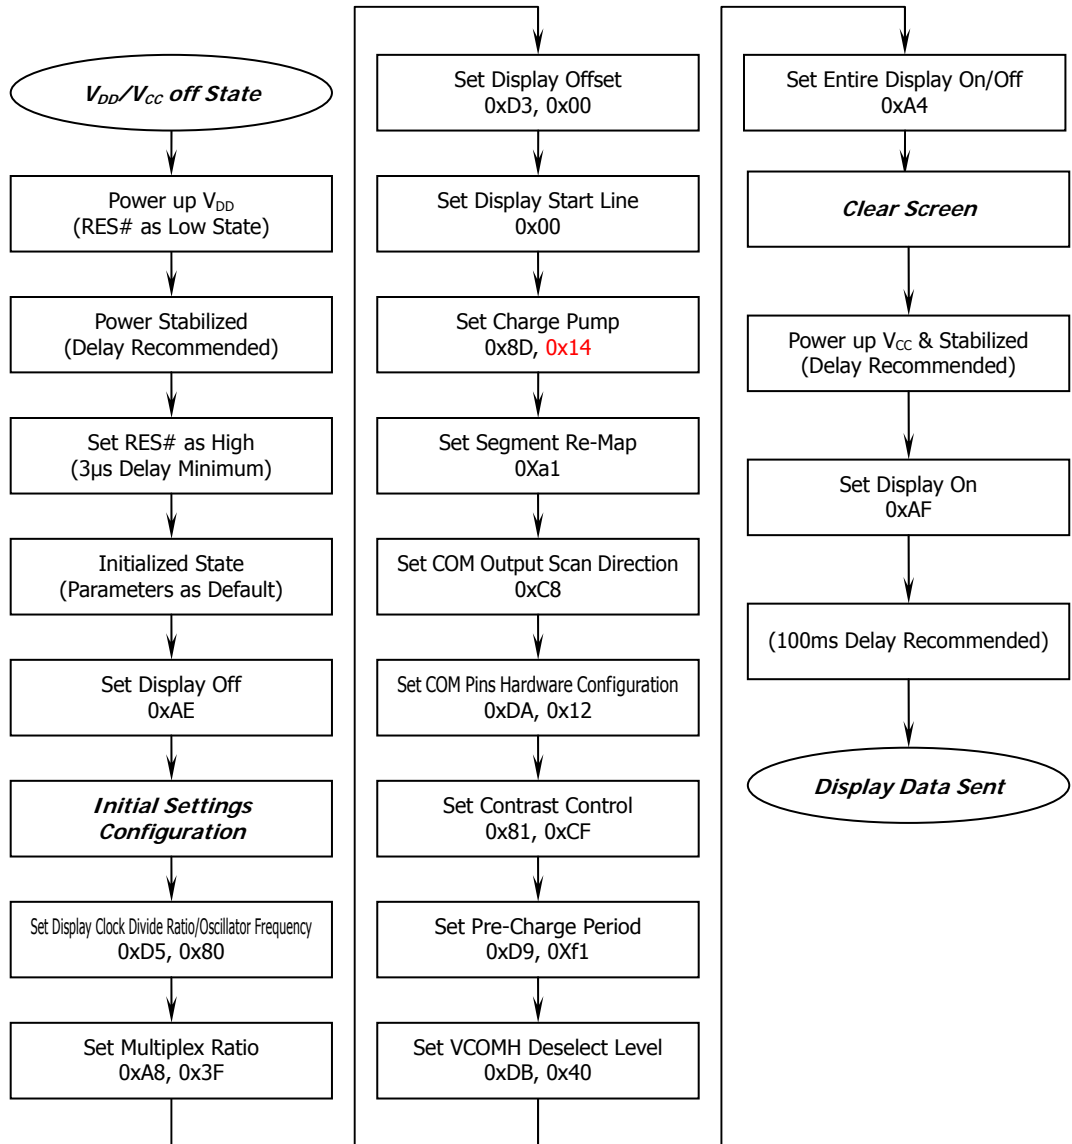 V_DD/V_CC off State
Power up V_DD
(RES# as Low State)
Power Stabilized
(Delay Recommended)
Set RES# as High
(3µs Delay Minimum)
Initialized State
(Parameters as Default)
Set Display Off
0xAE
Initial Settings
Configuration
Set Display Clock Divide Ratio/Oscillator Frequency
0xD5, 0x80
Set Multiplex Ratio
0xA8, 0x3F
Set Display Offset
0xD3, 0x00
Set Display Start Line
0x00
Set Charge Pump
0x8D, 0x14
Set Segment Re-Map
0Xa1
Set COM Output Scan Direction
0xC8
Set COM Pins Hardware Configuration
0xDA, 0x12
Set Contrast Control
0x81, 0xCF
Set Pre-Charge Period
0xD9, 0Xf1
Set VCOMH Deselect Level
0xDB, 0x40
Set Entire Display On/Off
0xA4
Clear Screen
Power up V_CC & Stabilized
(Delay Recommended)
Set Display On
0xAF
(100ms Delay Recommended)
Display Data Sent